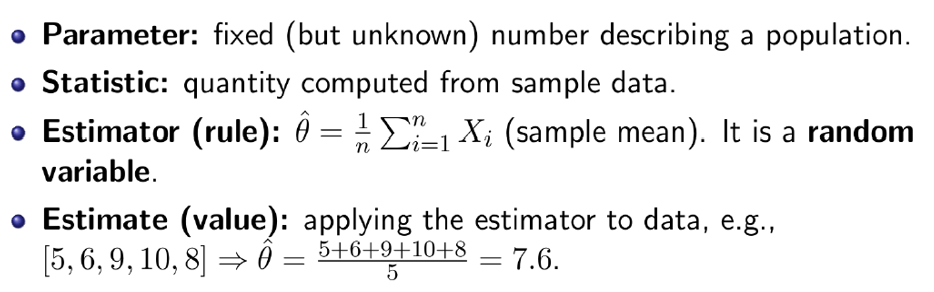 • Parameter: fixed (but unknown) number describing a population.
• Statistic: quantity computed from sample data.
• Estimator (rule): θ̂ = 1/n ∑ⁿᵢ₌₁ Xᵢ (sample mean). It is a random
variable.
• Estimate (value): applying the estimator to data, e.g.,
[5, 6, 9, 10, 8] ⇒ θ̂ = (5+6+9+10+8)/5 = 7.6.